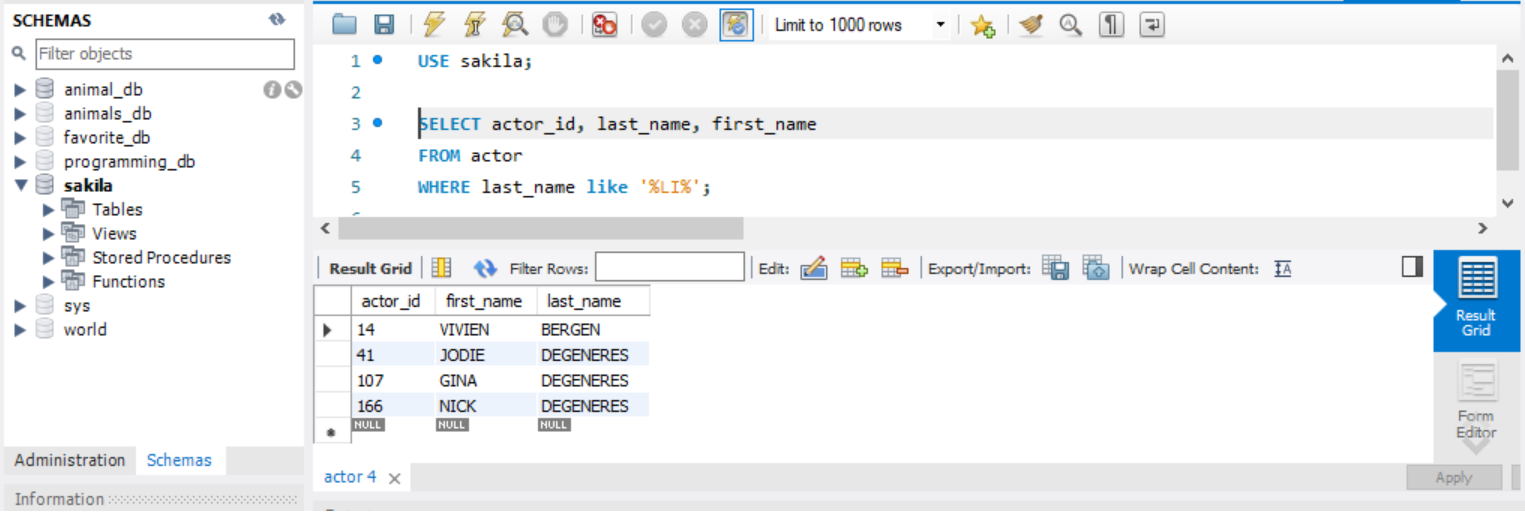 SCHEMAS
Filter objects
animal_db
animals_db
favorite_db
programming_db
sakila
Tables
Views
Stored Procedures
Functions
sys
world
Administration Schemas
Information
Limit to 1000 rows
1 USE sakila;
2
3 SELECT actor_id, last_name, first_name
4 FROM actor
5 WHERE last_name like '%LI%';
Result Grid Filter Rows: Edit: Export/Import: Wrap Cell Content:
actor_id first_name last_name
14 VIVIEN BERGEN
41 JODIE DEGENERES
107 GINA DEGENERES
166 NICK DEGENERES
NULL NULL NULL
Result
Grid
Form
Editor
actor 4
Apply